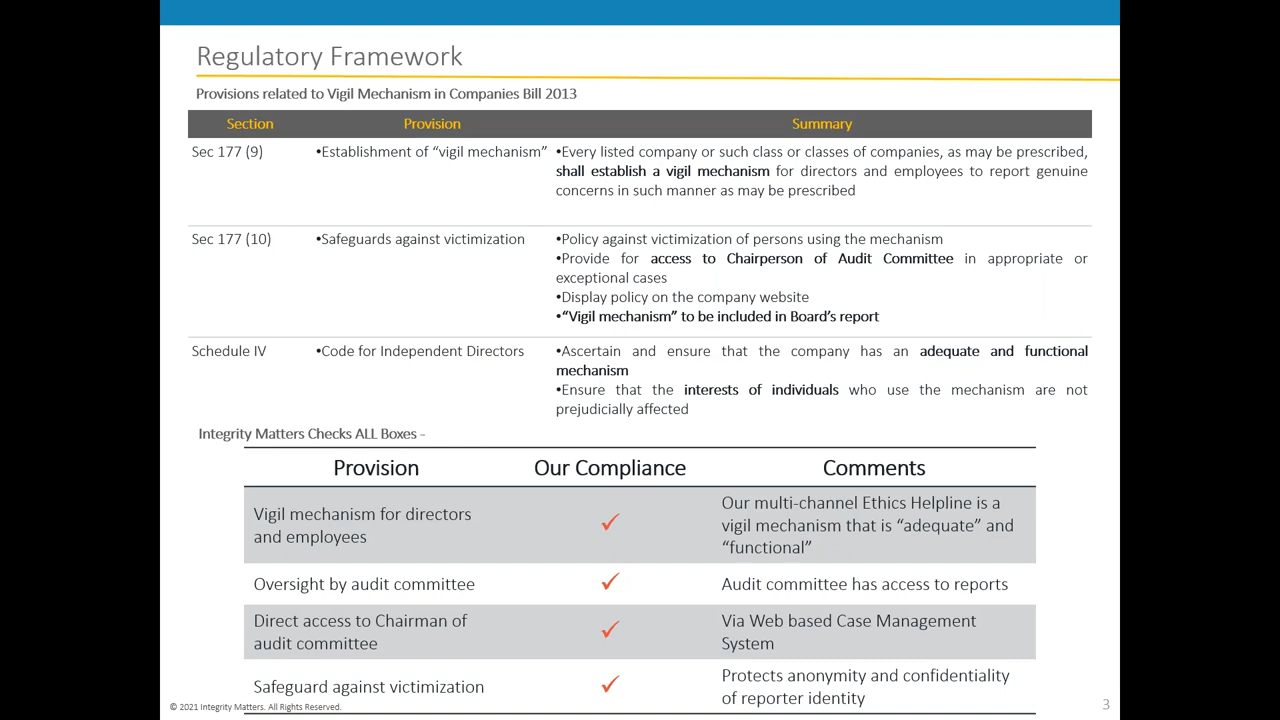 Regulatory Framework
Provisions related to Vigil Mechanism in Companies Bill 2013
Section Provision Summary
Sec 177 (9) •Establishment of “vigil mechanism” •Every listed company or such class or classes of companies, as may be prescribed,
shall establish a vigil mechanism for directors and employees to report genuine
concerns in such manner as may be prescribed
Sec 177 (10) •Safeguards against victimization •Policy against victimization of persons using the mechanism
•Provide for access to Chairperson of Audit Committee in appropriate or
exceptional cases
•Display policy on the company website
•“Vigil mechanism” to be included in Board’s report
Schedule IV •Code for Independent Directors •Ascertain and ensure that the company has an adequate and functional
mechanism
•Ensure that the interests of individuals who use the mechanism are not
prejudicially affected
Integrity Matters Checks ALL Boxes -
Provision Our Compliance Comments
Vigil mechanism for directors
and employees
✓
Our multi-channel Ethics Helpline is a
vigil mechanism that is “adequate” and
“functional”
Oversight by audit committee ✓ Audit committee has access to reports
Direct access to Chairman of
audit committee
✓
Via Web based Case Management
System
Safeguard against victimization ✓
Protects anonymity and confidentiality
of reporter identity
© 2021 Integrity Matters. All Rights Reserved.
3